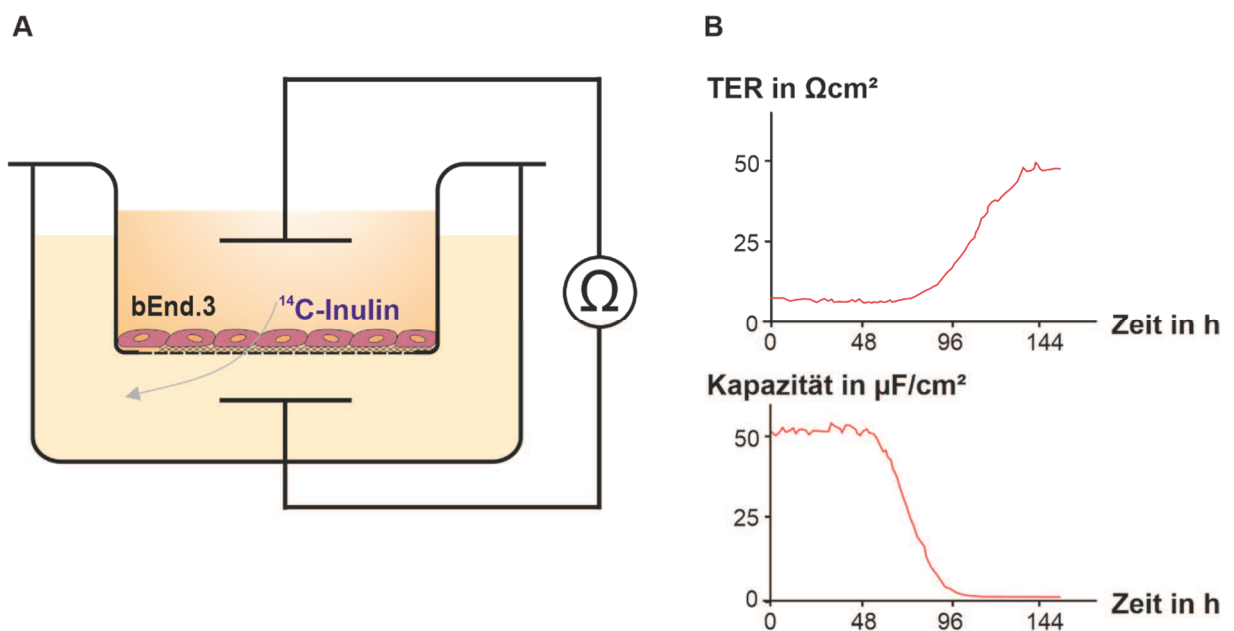 A
bEnd.3
¹⁴C-Inulin
Ω
B
TER in Ωcm²
50
25
0
0 48 96 144
Zeit in h
Kapazität in µF/cm²
50
25
0
0 48 96 144
Zeit in h